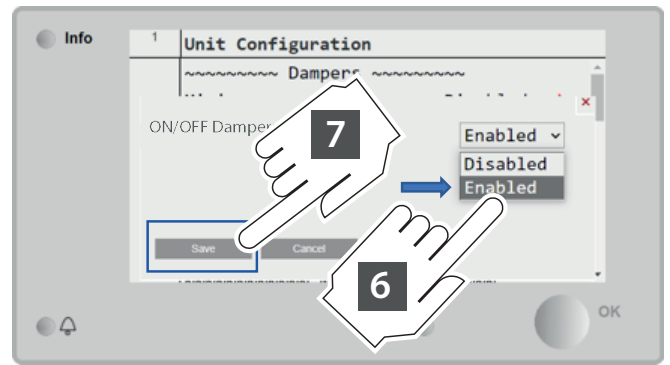 Info
1
Unit Configuration
~~~~~~~~~ Dampers ~~~~~~~~~
×
ON/OFF Damper
7
Enabled
Disabled
Enabled
Save
Cancel
6
OK